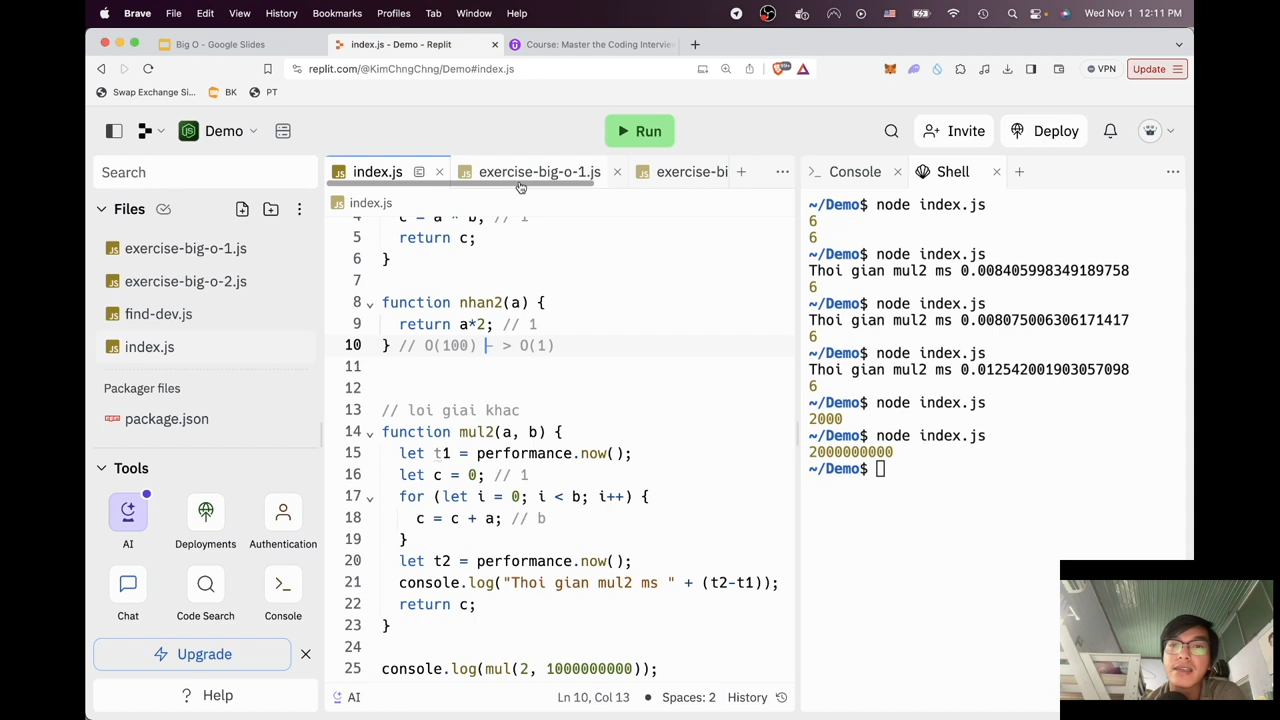 Brave File Edit View History Bookmarks Profiles Tab Window Help Wed Nov 1 12:11 PM
Big O - Google Slides index.js - Demo - Replit Course: Master the Coding Intervie
replit.com/@KimChngChng/Demo#index.js VPN Update
Swap Exchange Si... BK PT
Demo Run Invite Deploy
Search
index.js exercise-big-o-1.js exercise-bi Console Shell
Files
index.js
exercise-big-o-1.js
exercise-big-o-2.js
find-dev.js
index.js
Packager files
package.json
Tools
AI Deployments Authentication
Chat Code Search Console
Upgrade
Help
4 c = a * b; // 1
5 return c;
6 }
7
8 function nhan2(a) {
9 return a*2; // 1
10 } // O(100) - > O(1)
11
12
13 // loi giai khac
14 function mul2(a, b) {
15 let t1 = performance.now();
16 let c = 0; // 1
17 for (let i = 0; i < b; i++) {
18 c = c + a; // b
19 }
20 let t2 = performance.now();
21 console.log("Thoi gian mul2 ms " + (t2-t1));
22 return c;
23 }
24
25 console.log(mul(2, 1000000000));
AI Ln 10, Col 13 Spaces: 2 History
~/Demo$ node index.js
6
6
~/Demo$ node index.js
Thoi gian mul2 ms 0.008405998349189758
6
~/Demo$ node index.js
Thoi gian mul2 ms 0.008075006306171417
6
~/Demo$ node index.js
Thoi gian mul2 ms 0.012542001903057098
6
~/Demo$ node index.js
2000
~/Demo$ node index.js
2000000000
~/Demo$